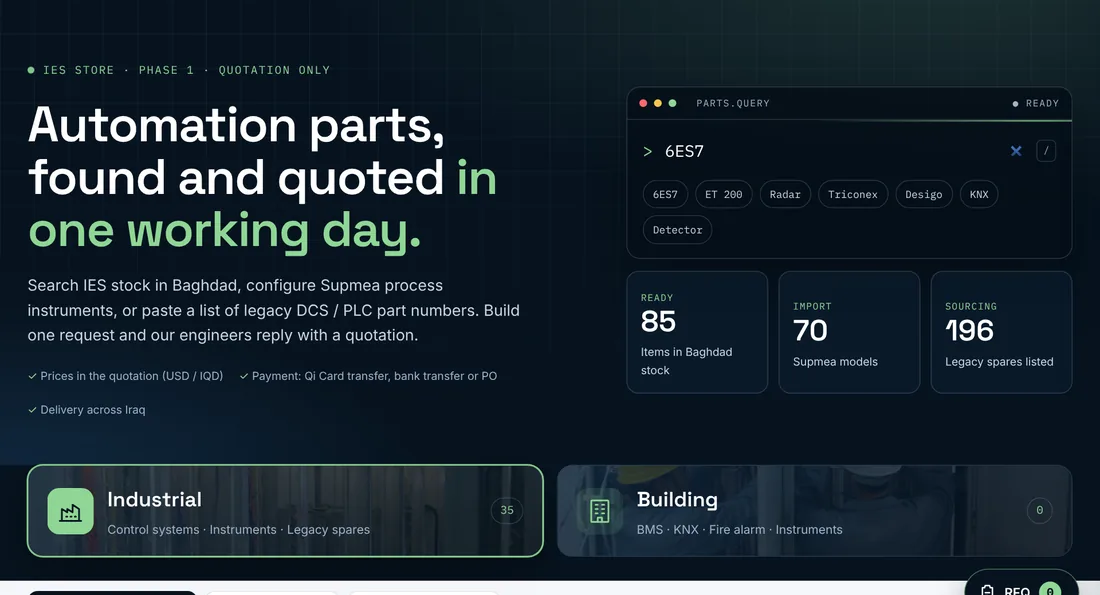 IES STORE · PHASE 1 · QUOTATION ONLY
Automation parts,
found and quoted in
one working day.
Search IES stock in Baghdad, configure Supmea process
instruments, or paste a list of legacy DCS / PLC part numbers. Build
one request and our engineers reply with a quotation.
✓ Prices in the quotation (USD / IQD) ✓ Payment: Qi Card transfer, bank transfer or PO
✓ Delivery across Iraq
PARTS.QUERY
● READY
> 6ES7
/
6ES7 ET 200 Radar Triconex Desigo KNX
Detector
READY
85
Items in Baghdad
stock
IMPORT
70
Supmea models
SOURCING
196
Legacy spares listed
Industrial
Control systems · Instruments · Legacy spares
35
Building
BMS · KNX · Fire alarm · Instruments
0
RFQ 0